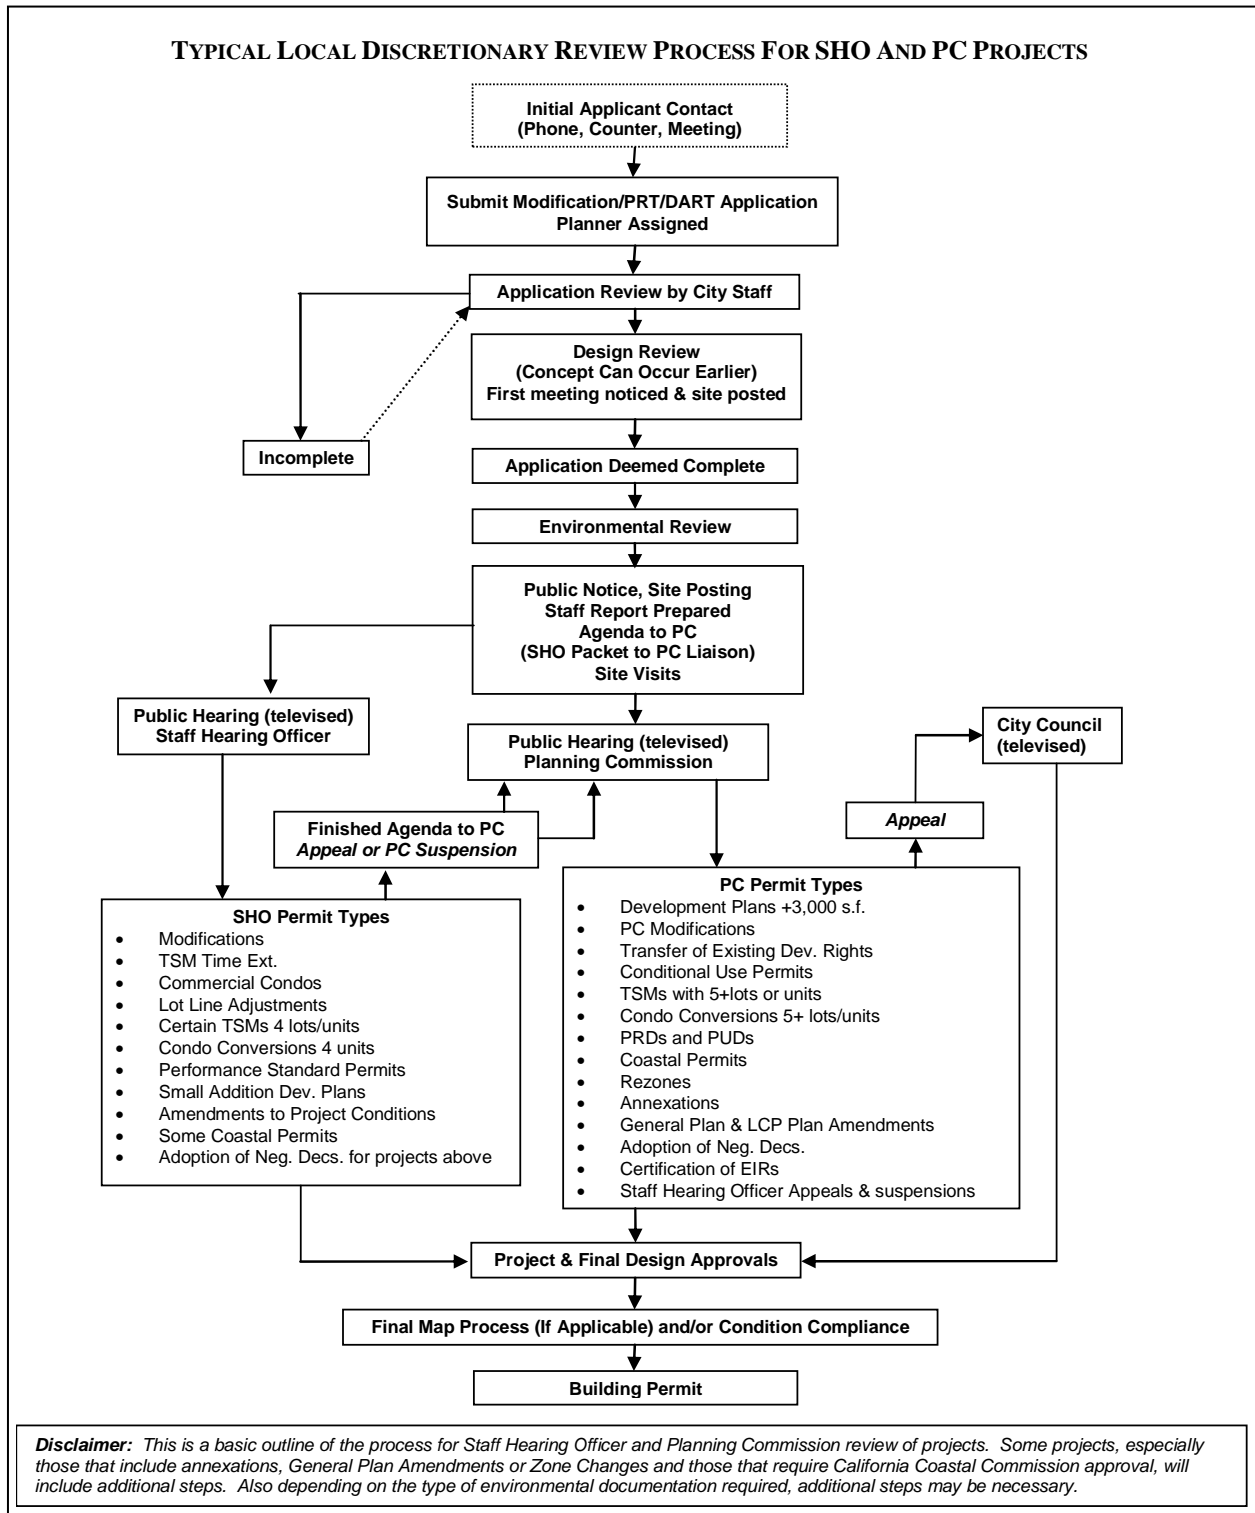 TYPICAL LOCAL DISCRETIONARY REVIEW PROCESS FOR SHO AND PC PROJECTS
Initial Applicant Contact
(Phone, Counter, Meeting)
Submit Modification/PRT/DART Application
Planner Assigned
Application Review by City Staff
Design Review
(Concept Can Occur Earlier)
First meeting noticed & site posted
Incomplete
Application Deemed Complete
Environmental Review
Public Notice, Site Posting
Staff Report Prepared
Agenda to PC
(SHO Packet to PC Liaison)
Site Visits
Public Hearing (televised)
Staff Hearing Officer
Public Hearing (televised)
Planning Commission
City Council
(televised)
Finished Agenda to PC
Appeal or PC Suspension
Appeal
SHO Permit Types
• Modifications
• TSM Time Ext.
• Commercial Condos
• Lot Line Adjustments
• Certain TSMs 4 lots/units
• Condo Conversions 4 units
• Performance Standard Permits
• Small Addition Dev. Plans
• Amendments to Project Conditions
• Some Coastal Permits
• Adoption of Neg. Decs. for projects above
PC Permit Types
• Development Plans +3,000 s.f.
• PC Modifications
• Transfer of Existing Dev. Rights
• Conditional Use Permits
• TSMs with 5+lots or units
• Condo Conversions 5+ lots/units
• PRDs and PUDs
• Coastal Permits
• Rezones
• Annexations
• General Plan & LCP Plan Amendments
• Adoption of Neg. Decs.
• Certification of EIRs
• Staff Hearing Officer Appeals & suspensions
Project & Final Design Approvals
Final Map Process (If Applicable) and/or Condition Compliance
Building Permit
Disclaimer: This is a basic outline of the process for Staff Hearing Officer and Planning Commission review of projects. Some projects, especially
those that include annexations, General Plan Amendments or Zone Changes and those that require California Coastal Commission approval, will
include additional steps. Also depending on the type of environmental documentation required, additional steps may be necessary.